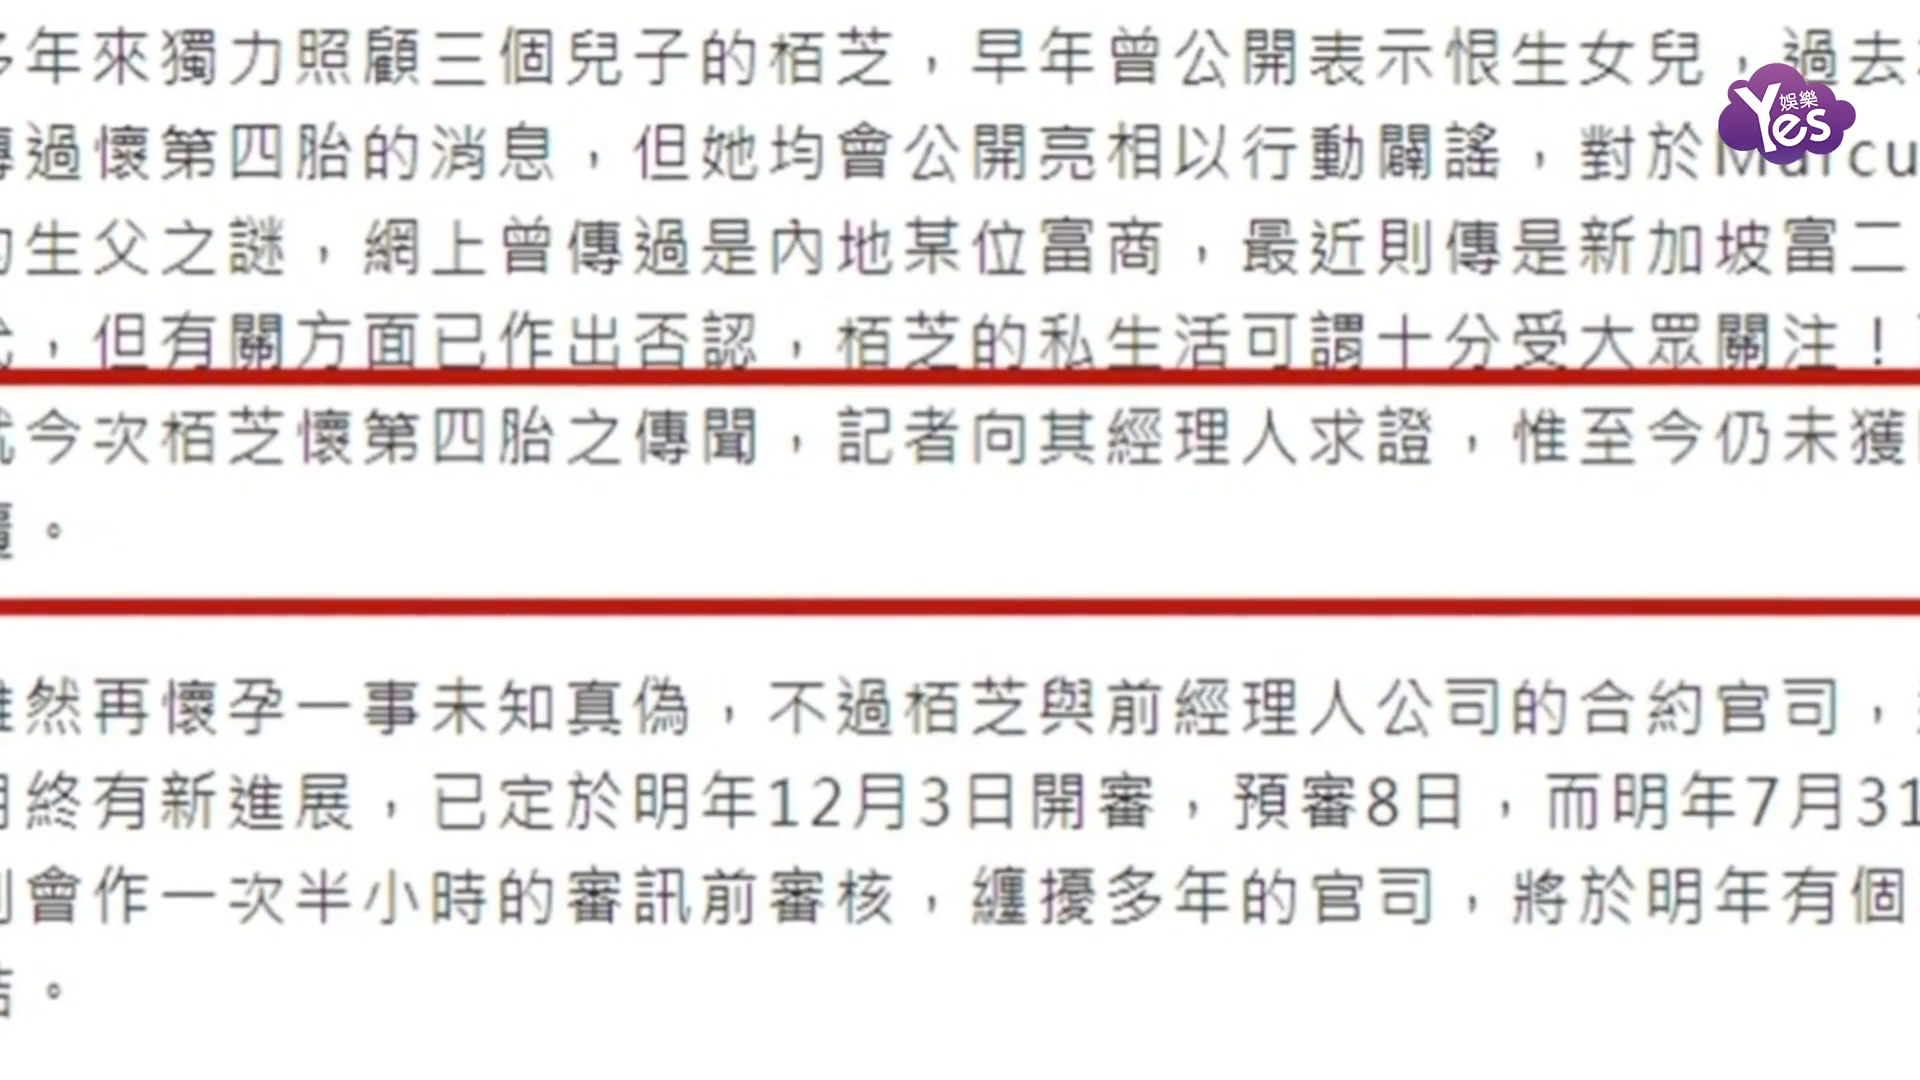 年來獨力照顧三個兒子的栢芝，早年曾公開表示恨生女兒，過去
過懷第四胎的消息，但她均會公開亮相以行動闢謠，對於Marcu
生父之謎，網上曾傳過是內地某位富商，最近則傳是新加坡富二
，但有關方面已作出否認，栢芝的私生活可謂十分受大眾關注！
今次栢芝懷第四胎之傳聞，記者向其經理人求證，惟至今仍未獲
。
然再懷孕一事未知真偽，不過栢芝與前經理人公司的合約官司，
終有新進展，已定於明年12月3日開審，預審8日，而明年7月31
會作一次半小時的審訊前審核，纏擾多年的官司，將於明年有個
。
Yes 娛樂